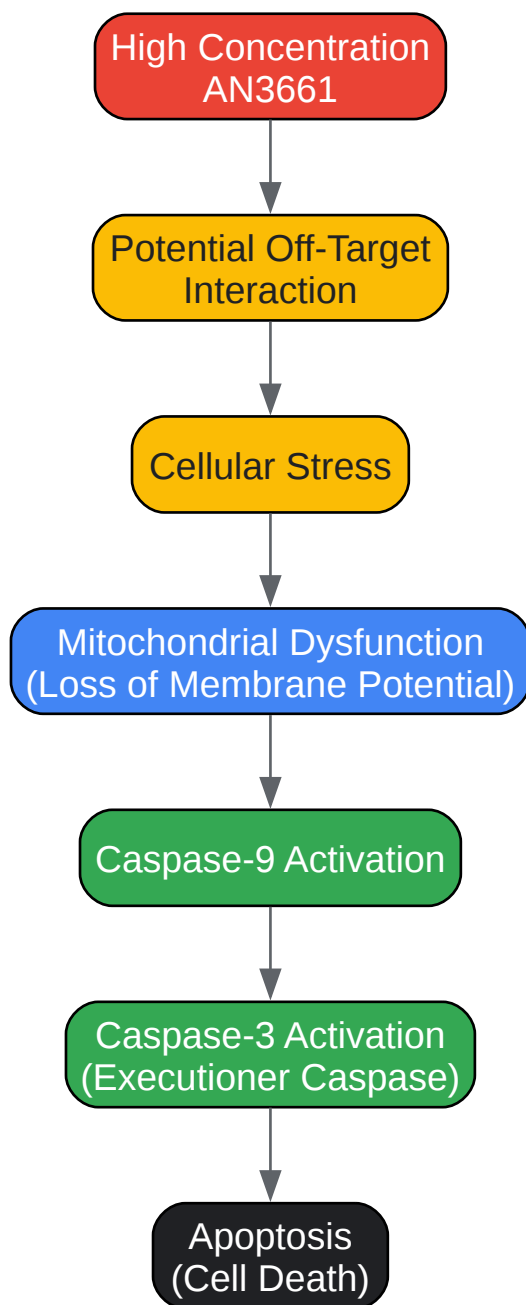 High Concentration
AN3661
Potential Off-Target
Interaction
Cellular Stress
Mitochondrial Dysfunction
(Loss of Membrane Potential)
Caspase-9 Activation
Caspase-3 Activation
(Executioner Caspase)
Apoptosis
(Cell Death)